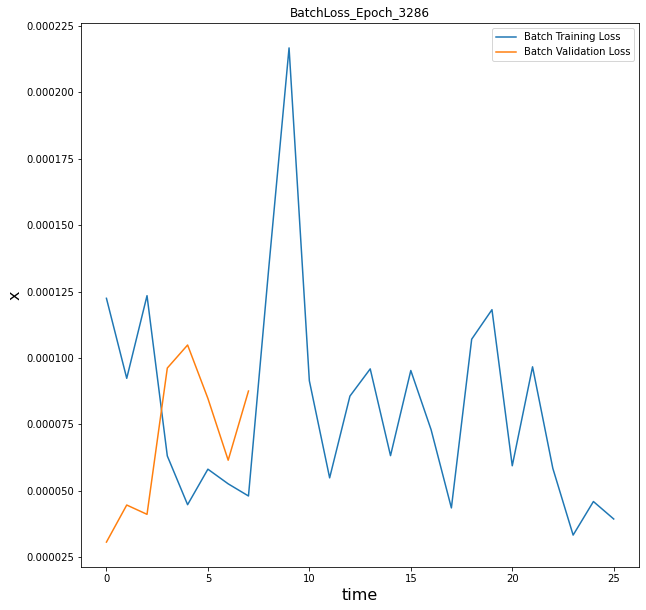 BatchLoss_Epoch_3286
Batch Training Loss
Batch Validation Loss
0.000225
0.000200
0.000175
0.000150
0.000125
0.000100
0.000075
0.000050
0.000025
x
0 5 10 15 20 25
time